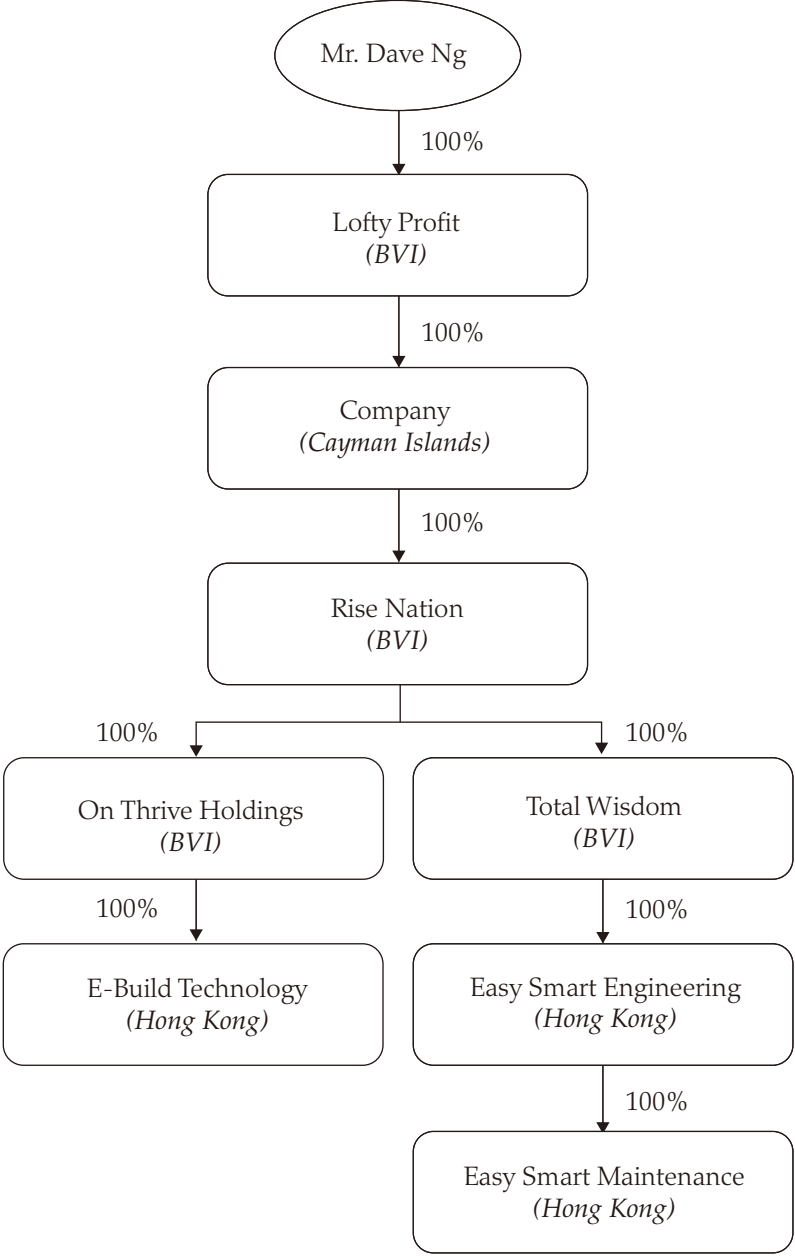 Mr. Dave Ng
100%
Lofty Profit
(BVI)
100%
Company
(Cayman Islands)
100%
Rise Nation
(BVI)
100%
100%
On Thrive Holdings
(BVI)
Total Wisdom
(BVI)
100%
100%
E-Build Technology
(Hong Kong)
Easy Smart Engineering
(Hong Kong)
100%
Easy Smart Maintenance
(Hong Kong)